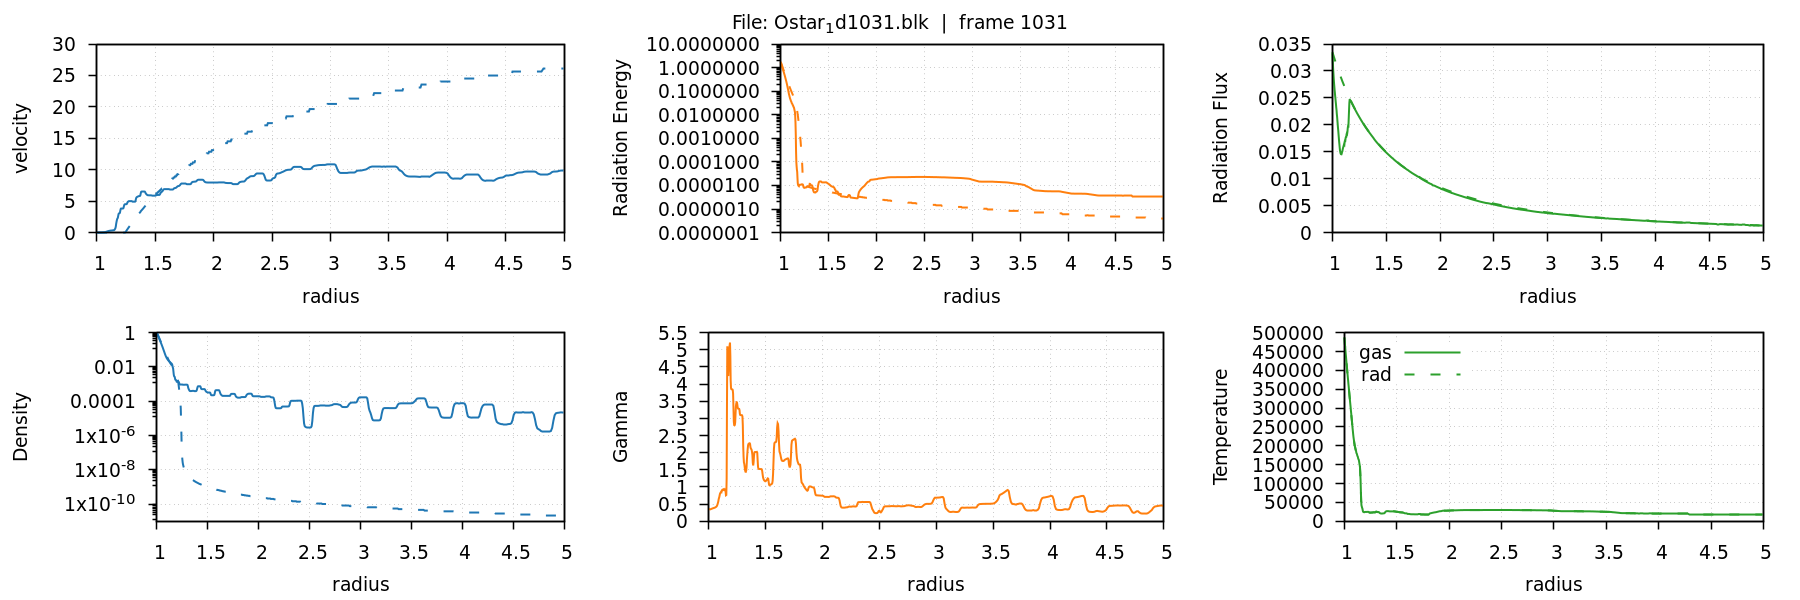 File: Ostar1d1031.blk | frame 1031
velocity
30
25
20
15
10
5
0
1 1.5 2 2.5 3 3.5 4 4.5 5
radius
Radiation Energy
10.0000000
1.0000000
0.1000000
0.0100000
0.0010000
0.0001000
0.0000100
0.0000010
0.0000001
1 1.5 2 2.5 3 3.5 4 4.5 5
radius
Radiation Flux
0.035
0.03
0.025
0.02
0.015
0.01
0.005
0
1 1.5 2 2.5 3 3.5 4 4.5 5
radius
Density
1
0.01
0.0001
1x10-6
1x10-8
1x10-10
1 1.5 2 2.5 3 3.5 4 4.5 5
radius
Gamma
5.5
5
4.5
4
3.5
3
2.5
2
1.5
1
0.5
0
1 1.5 2 2.5 3 3.5 4 4.5 5
radius
Temperature
500000
450000
400000
350000
300000
250000
200000
150000
100000
50000
0
gas
rad
1 1.5 2 2.5 3 3.5 4 4.5 5
radius